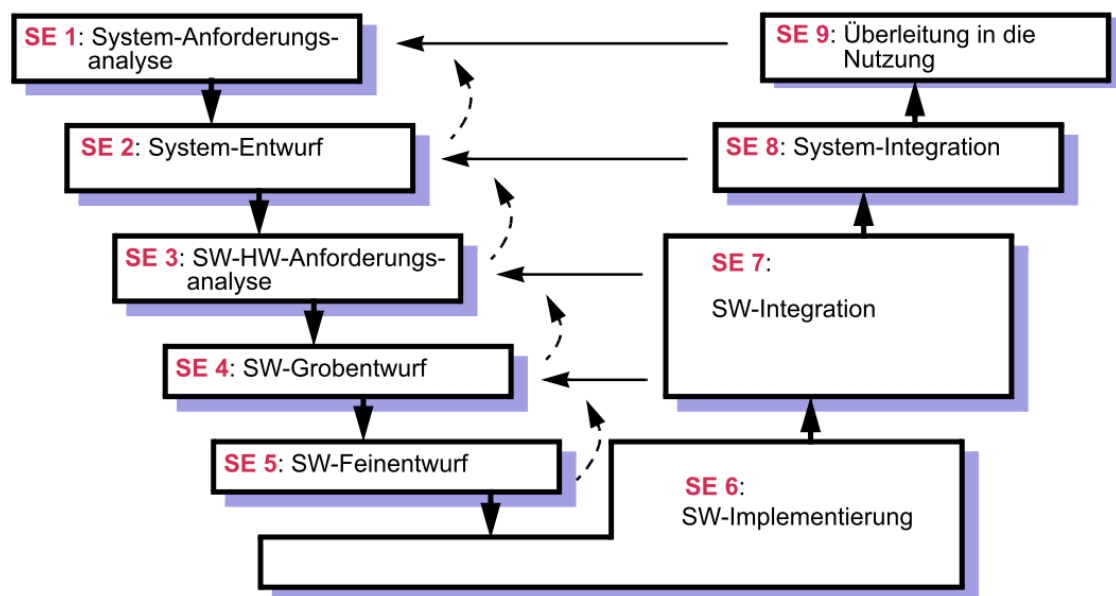 SE 1: System-Anforderungs-
analyse
SE 9: Überleitung in die
Nutzung
SE 2: System-Entwurf
SE 8: System-Integration
SE 3: SW-HW-Anforderungs-
analyse
SE 7:
SW-Integration
SE 4: SW-Grobentwurf
SE 5: SW-Feinentwurf
SE 6:
SW-Implementierung